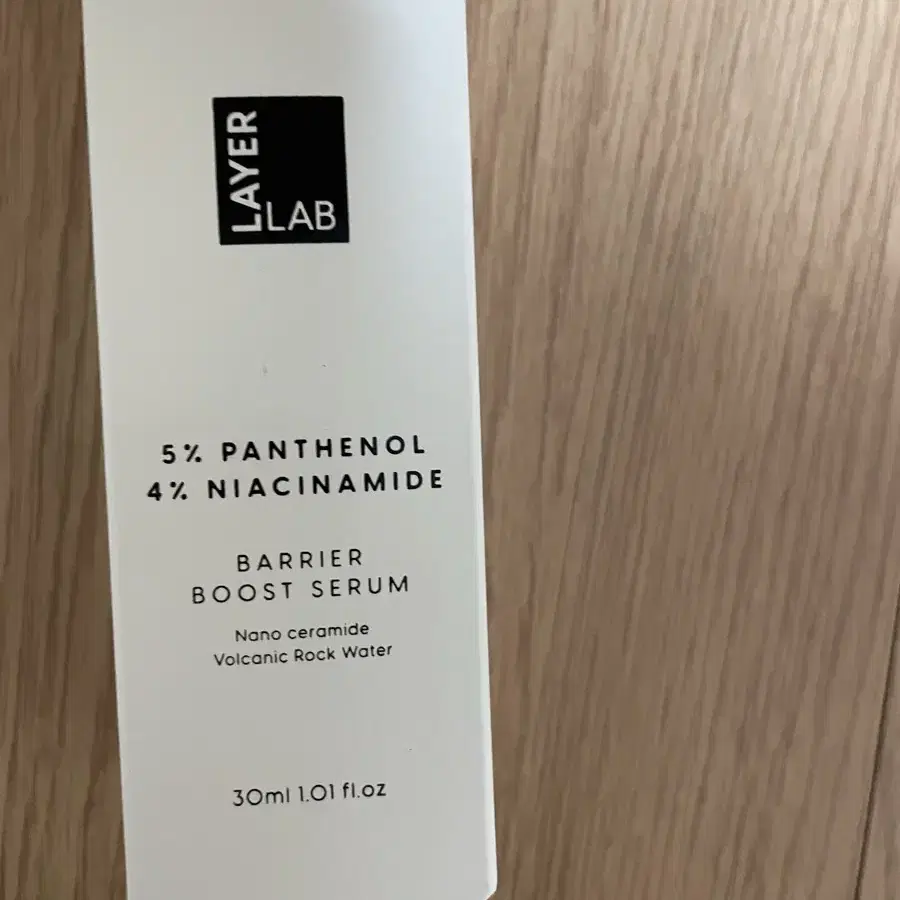 LAYER
LAB
5% PANTHENOL
4% NIACINAMIDE
BARRIER
BOOST SERUM
Nano ceramide
Volcanic Rock Water
30ml 1.01 fl.oz